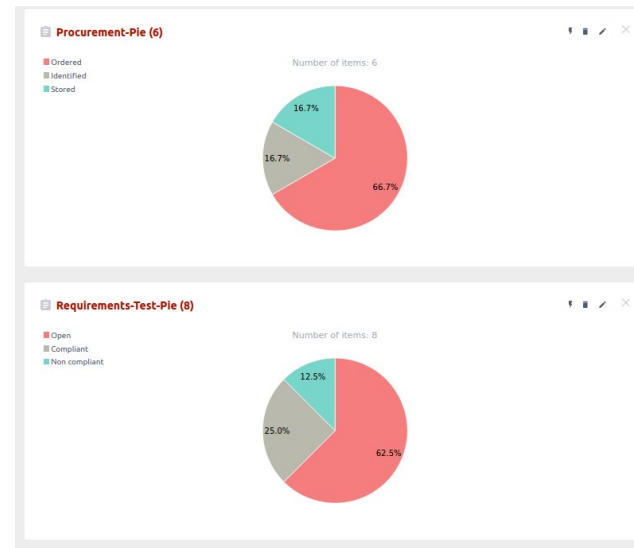 Procurement-Pie (6)
Ordered
Identified
Stored
Number of items: 6
16.7%
16.7%
66.7%
Requirements-Test-Pie (8)
Open
Compliant
Non compliant
Number of items: 8
12.5%
25.0%
62.5%